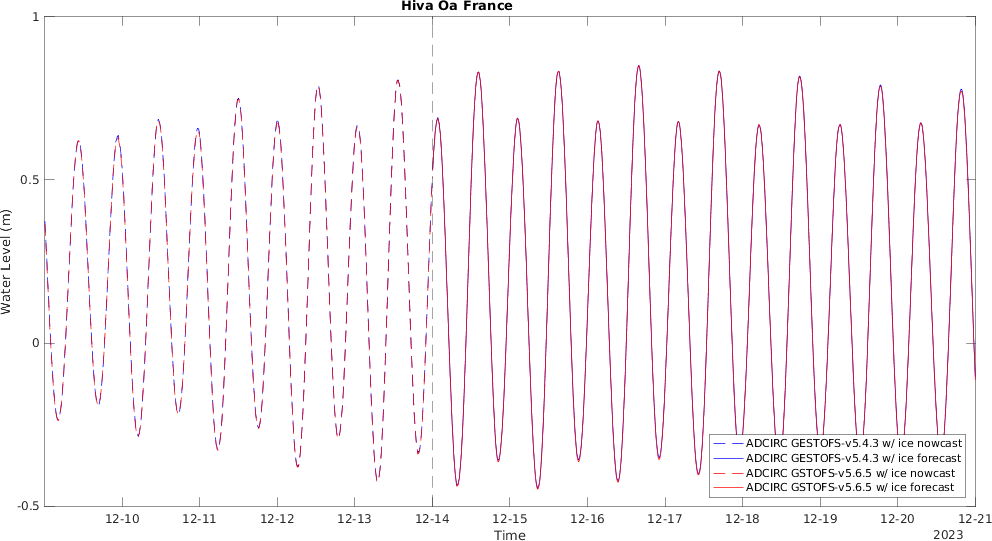 Hiva Oa France
Water Level (m)
1
0.5
0
-0.5
ADCIRC GESTOFS-v5.4.3 w/ ice nowcast
ADCIRC GESTOFS-v5.4.3 w/ ice forecast
ADCIRC GSTOFS-v5.6.5 w/ ice nowcast
ADCIRC GSTOFS-v5.6.5 w/ ice forecast
12-10 12-11 12-12 12-13 12-14 12-15 12-16 12-17 12-18 12-19 12-20 12-21
Time
2023